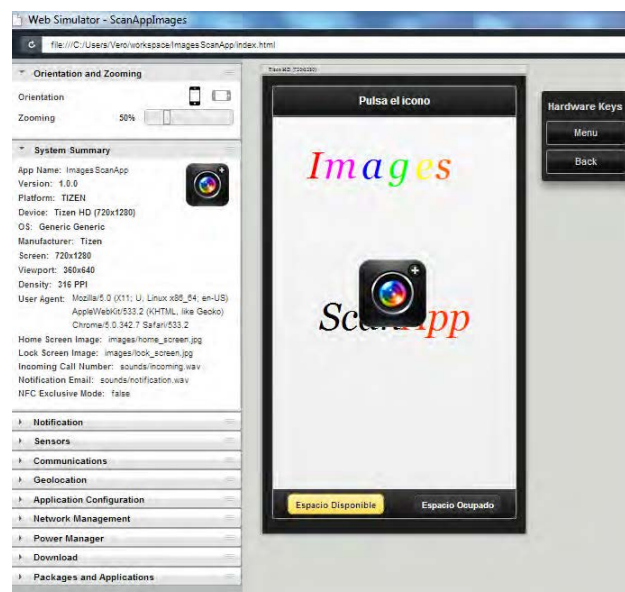 Web Simulator - ScanAppImages
file:///C:/Users/Vero/workspace/ImagesScanApp/index.html
Orientation and Zooming
Orientation
Zooming 50%
System Summary
App Name: ImagesScanApp
Version: 1.0.0
Platform: TIZEN
Device: Tizen HD (720x1280)
OS: Generic Generic
Manufacturer: Tizen
Screen: 720x1280
Viewport: 360x640
Density: 316 PPI
User Agent: Mozilla/5.0 (X11; U; Linux x86_64; en-US)
AppleWebKit/533.2 (KHTML, like Gecko)
Chrome/5.0.342.7 Safari/533.2
Home Screen Image: images/home_screen.jpg
Lock Screen Image: images/lock_screen.jpg
Incoming Call Number: sounds/incoming.wav
Notification Email: sounds/notification.wav
NFC Exclusive Mode: false
Notification
Sensors
Communications
Geolocation
Application Configuration
Network Management
Power Manager
Download
Packages and Applications
Tizen HD (720x1280)
Pulsa el icono
Images
ScanApp
Espacio Disponible
Espacio Ocupado
Hardware Keys
Menu
Back